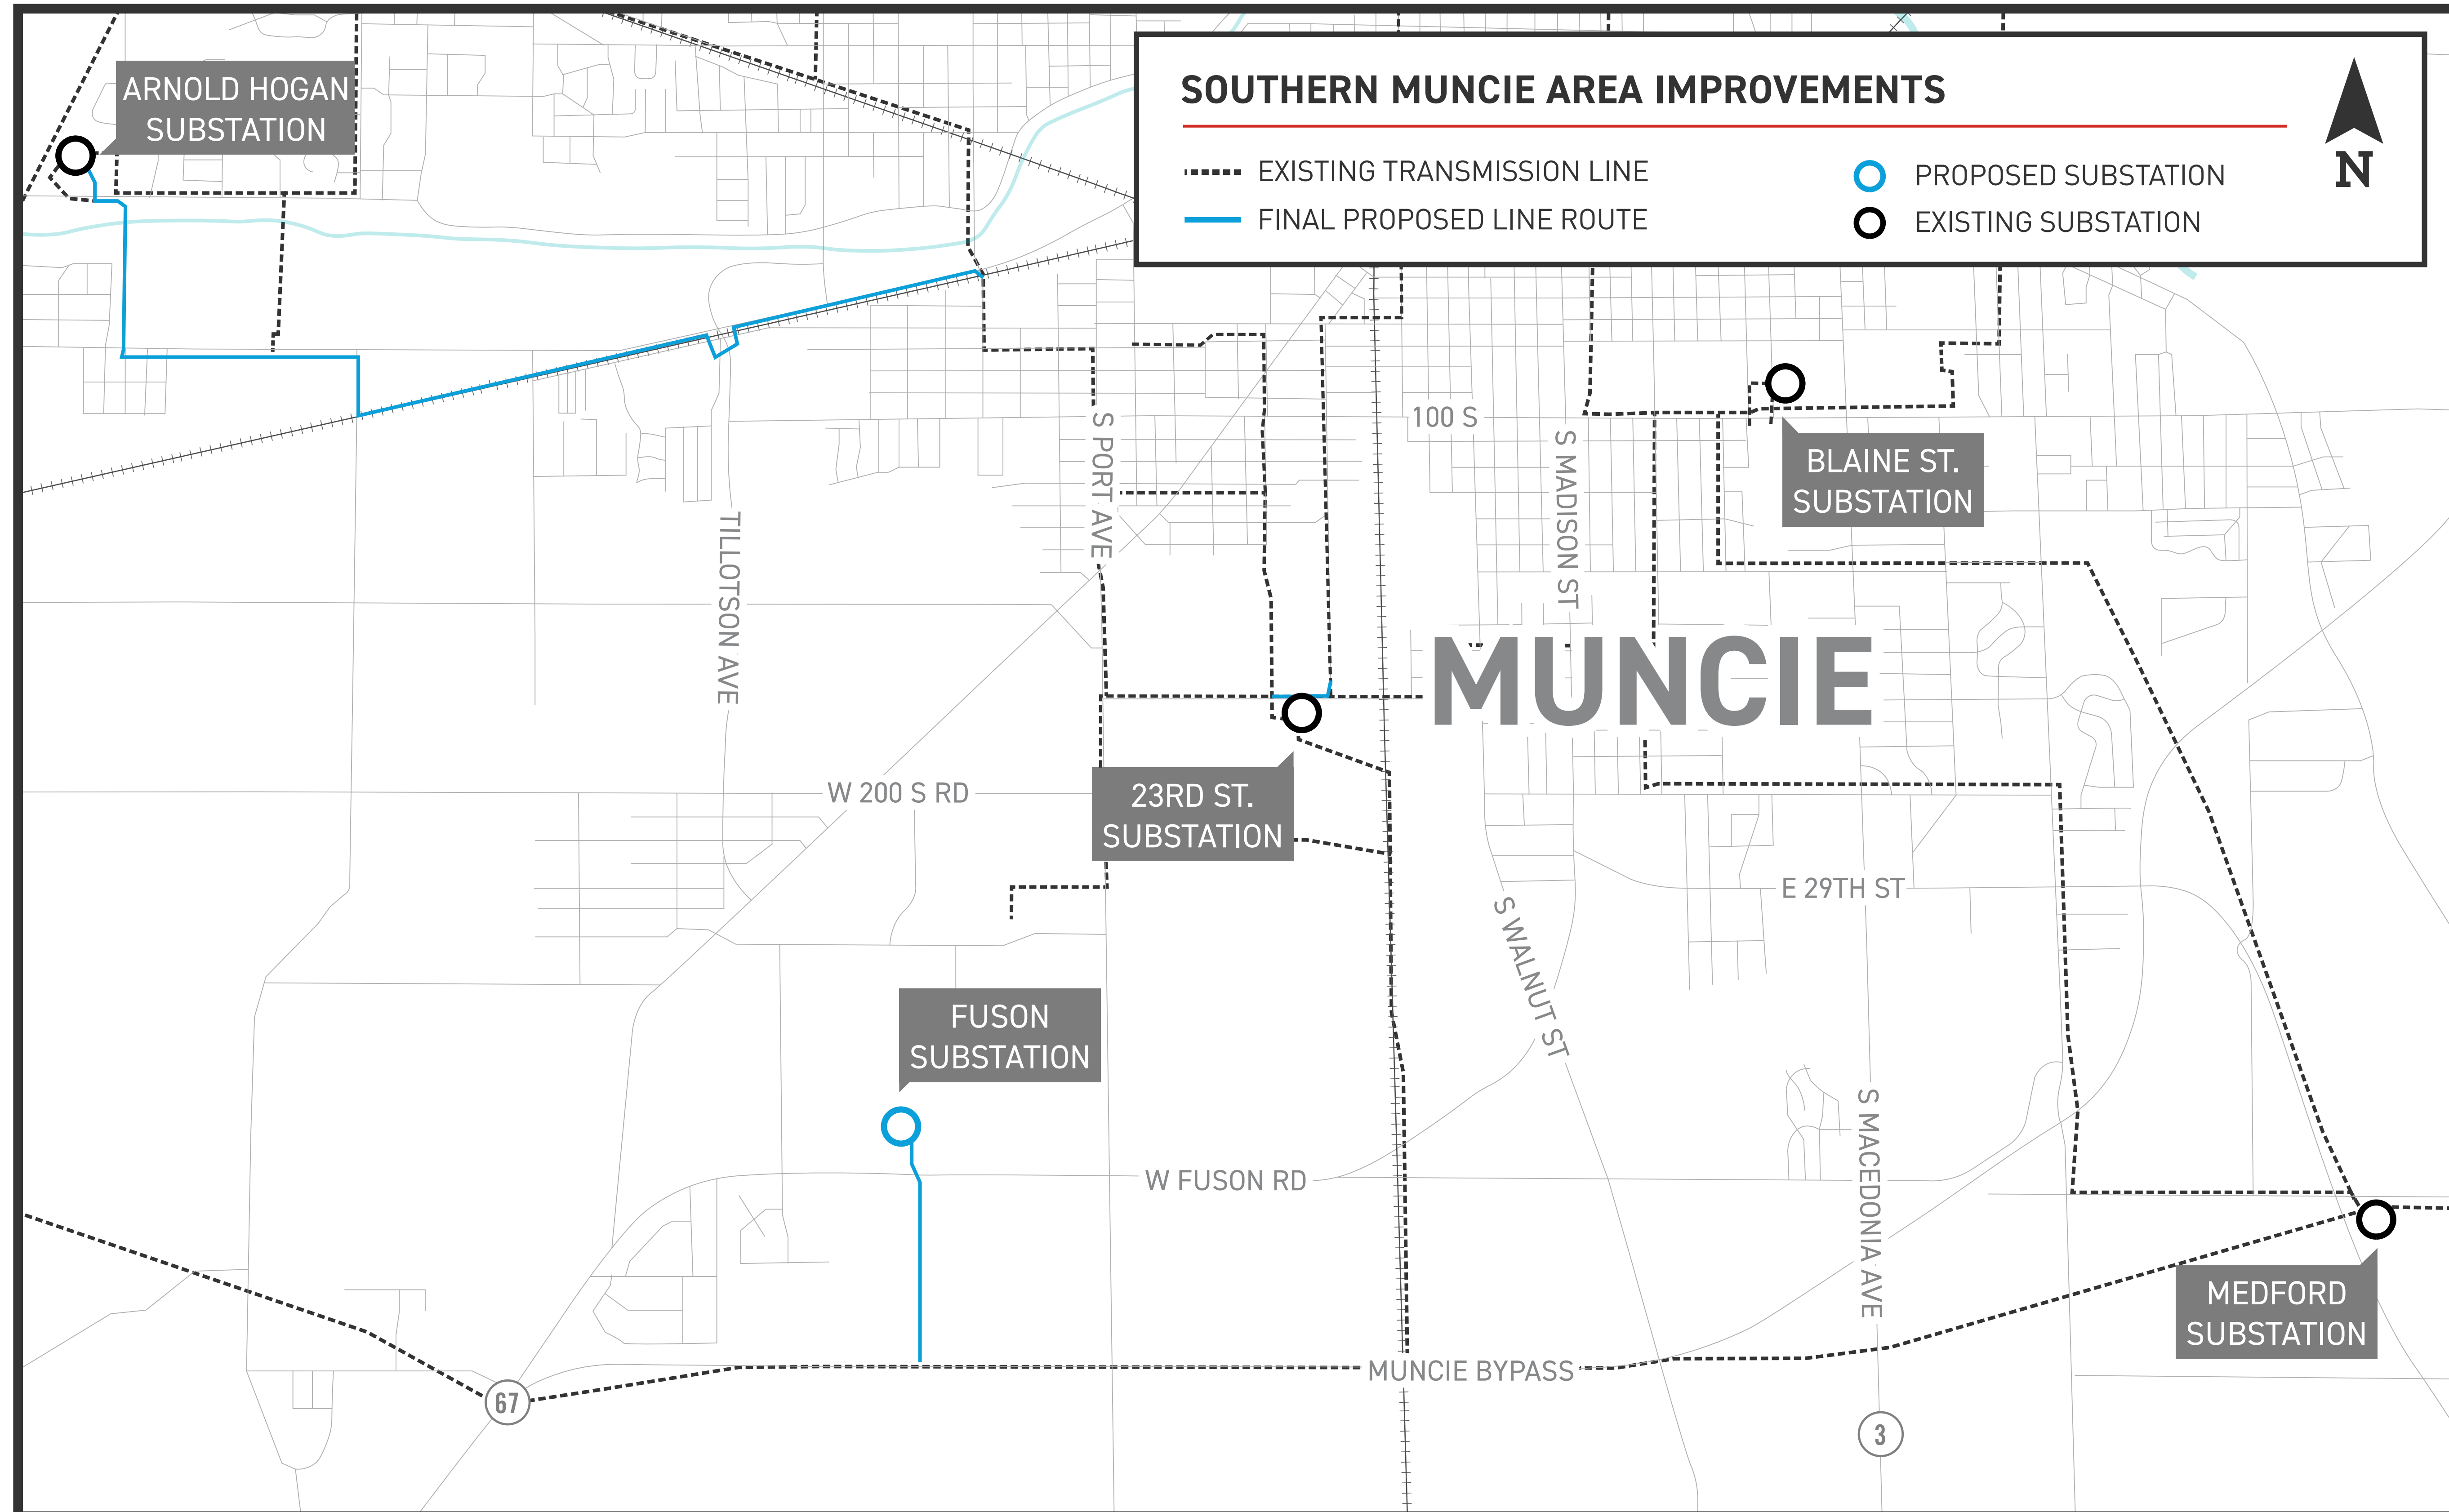 ARNOLD HOGAN
SUBSTATION
SOUTHERN MUNCIE AREA IMPROVEMENTS
EXISTING TRANSMISSION LINE
FINAL PROPOSED LINE ROUTE
PROPOSED SUBSTATION
EXISTING SUBSTATION
N
100 S
S PORT AVE
S MADISON ST
BLAINE ST.
SUBSTATION
TILLOTSON AVE
MUNCIE
W 200 S RD
23RD ST.
SUBSTATION
E 29TH ST
S WALNUT ST
FUSON
SUBSTATION
W FUSON RD
S MACEDONIA AVE
MEDFORD
SUBSTATION
MUNCIE BYPASS
67
3